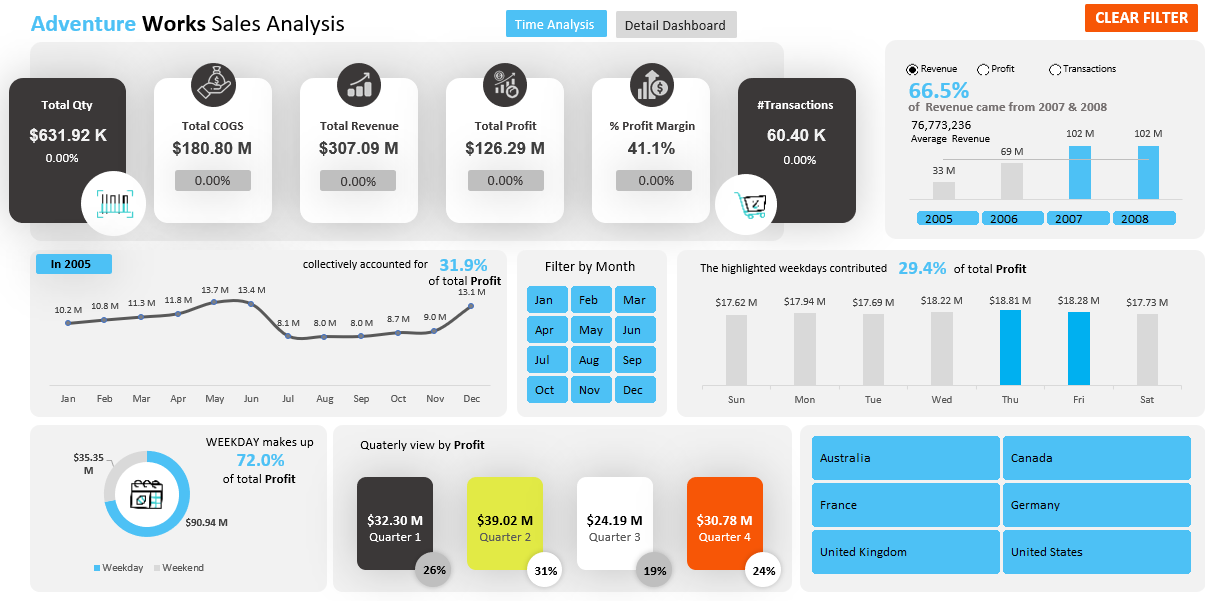 Adventure Works Sales Analysis
Time Analysis
Detail Dashboard
CLEAR FILTER
Total Qty
$631.92 K
0.00%
Total COGS
$180.80 M
0.00%
Total Revenue
$307.09 M
0.00%
Total Profit
$126.29 M
0.00%
% Profit Margin
41.1%
0.00%
#Transactions
60.40 K
0.00%
Revenue
Profit
Transactions
66.5%
of Revenue came from 2007 & 2008
76,773,236
Average Revenue
33 M
69 M
102 M
102 M
2005
2006
2007
2008
In 2005
collectively accounted for 31.9%
of total Profit
10.2 M
10.8 M
11.3 M
11.8 M
13.7 M
13.4 M
8.1 M
8.0 M
8.0 M
8.7 M
9.0 M
13.1 M
Jan
Feb
Mar
Apr
May
Jun
Jul
Aug
Sep
Oct
Nov
Dec
Filter by Month
Jan
Feb
Mar
Apr
May
Jun
Jul
Aug
Sep
Oct
Nov
Dec
The highlighted weekdays contributed 29.4% of total Profit
$17.62 M
$17.94 M
$17.69 M
$18.22 M
$18.81 M
$18.28 M
$17.73 M
Sun
Mon
Tue
Wed
Thu
Fri
Sat
WEEKDAY makes up
72.0%
of total Profit
$35.35
M
$90.94 M
Weekday
Weekend
Quaterly view by Profit
$32.30 M
Quarter 1
26%
$39.02 M
Quarter 2
31%
$24.19 M
Quarter 3
19%
$30.78 M
Quarter 4
24%
Australia
Canada
France
Germany
United Kingdom
United States